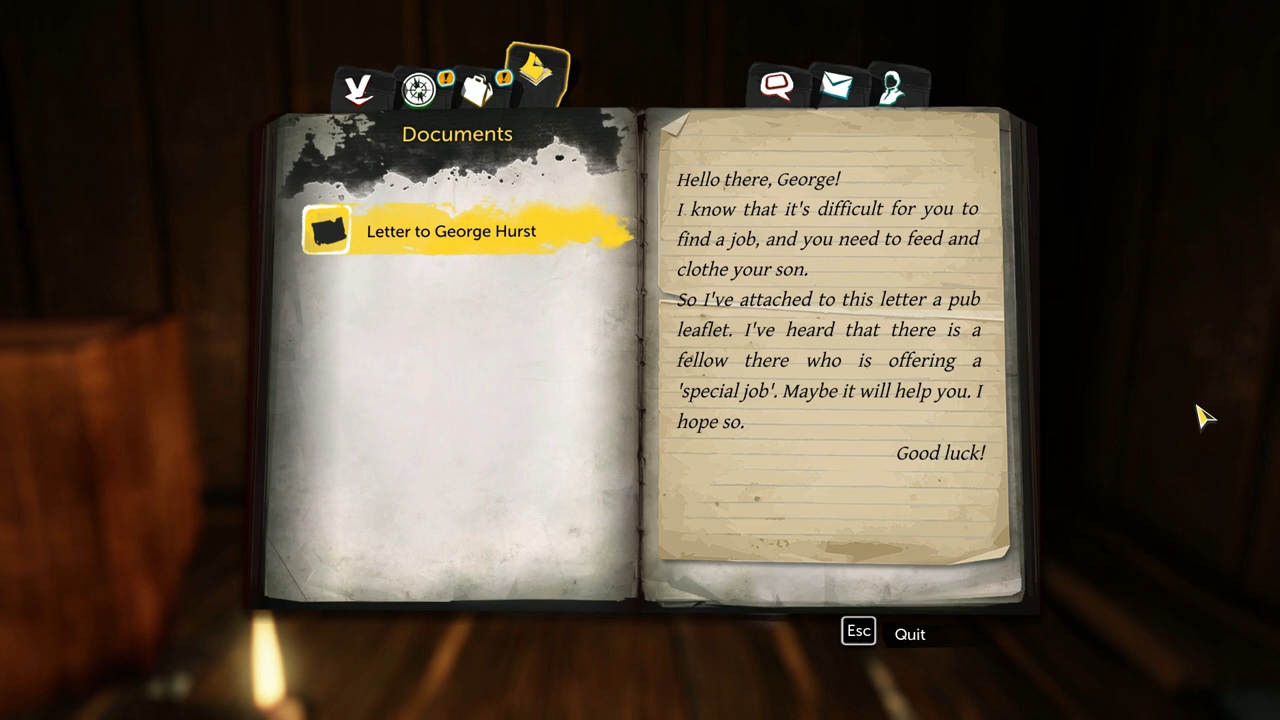 Documents
Letter to George Hurst
Hello there, George!
I know that it's difficult for you to
find a job, and you need to feed and
clothe your son.
So I've attached to this letter a pub
leaflet. I've heard that there is a
fellow there who is offering a
'special job'. Maybe it will help you. I
hope so.
Good luck!
Esc Quit